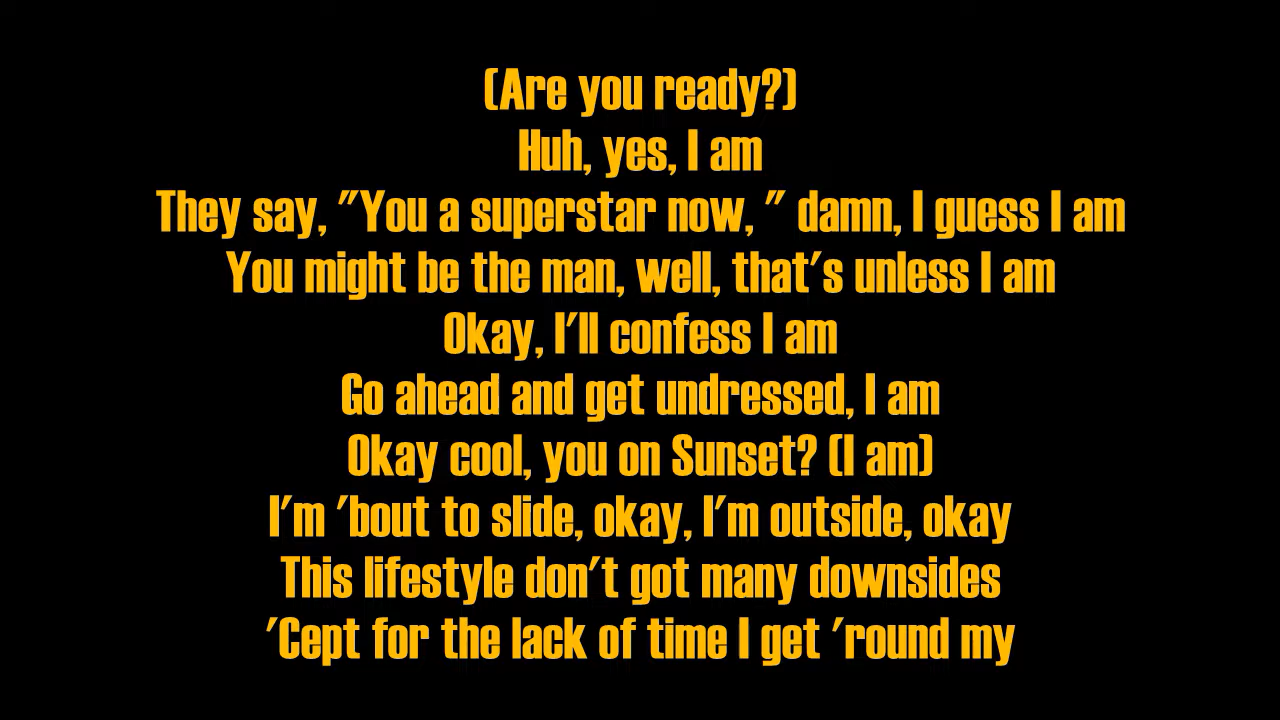 (Are you ready?)
Huh, yes, I am
They say, "You a superstar now, " damn, I guess I am
You might be the man, well, that's unless I am
Okay, I'll confess I am
Go ahead and get undressed, I am
Okay cool, you on Sunset? (I am)
I'm 'bout to slide, okay, I'm outside, okay
This lifestyle don't got many downsides
'Cept for the lack of time I get 'round my